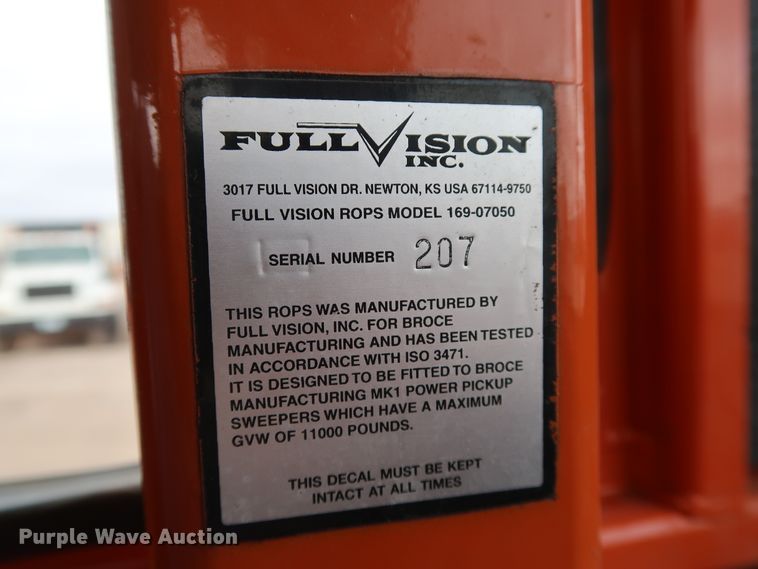 FULL VISION
INC.
3017 FULL VISION DR. NEWTON, KS USA 67114-9750
FULL VISION ROPS MODEL 169-07050
SERIAL NUMBER 207
THIS ROPS WAS MANUFACTURED BY
FULL VISION, INC. FOR BROCE
MANUFACTURING AND HAS BEEN TESTED
IN ACCORDANCE WITH ISO 3471.
IT IS DESIGNED TO BE FITTED TO BROCE
MANUFACTURING MK1 POWER PICKUP
SWEEPERS WHICH HAVE A MAXIMUM
GVW OF 11000 POUNDS.
THIS DECAL MUST BE KEPT
INTACT AT ALL TIMES
Purple Wave Auction